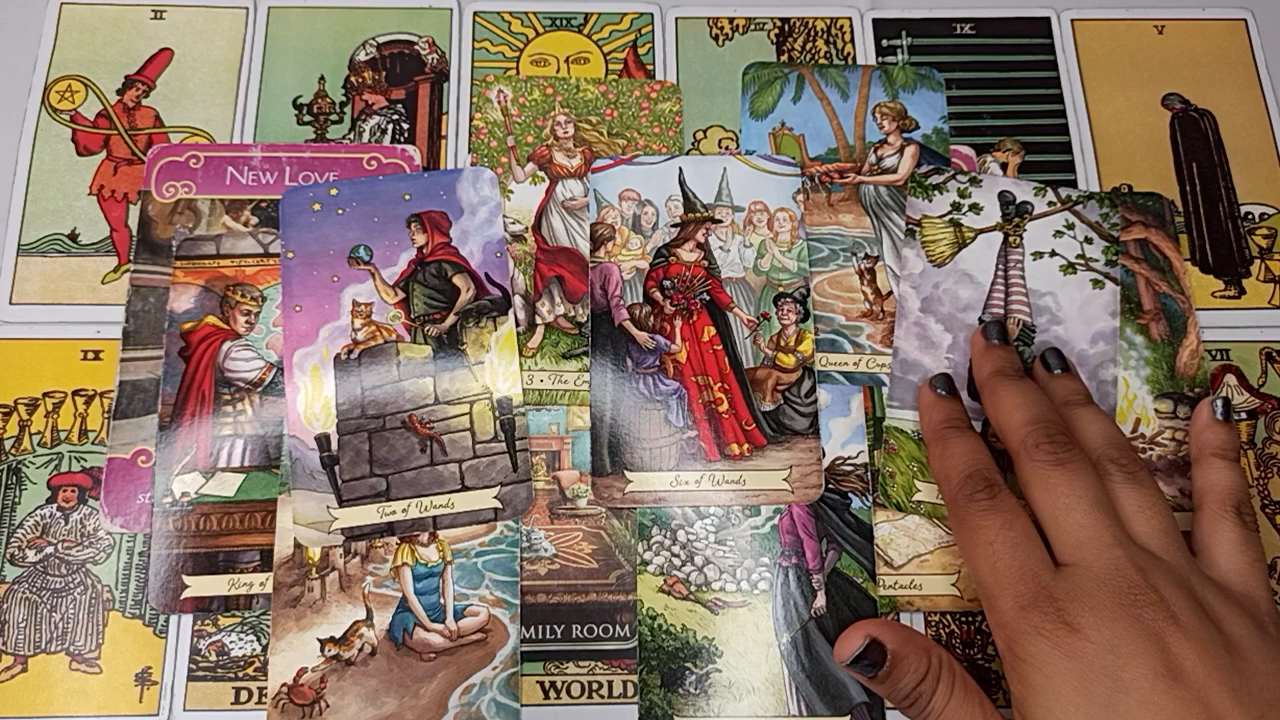 II
XIX
IV
IX
V
NEW LOVE
3 • The
Queen of Cups
IX
VII
Six of Wands
Two of Wands
King of
Pentacles
MILY ROOM
WORLD
DE